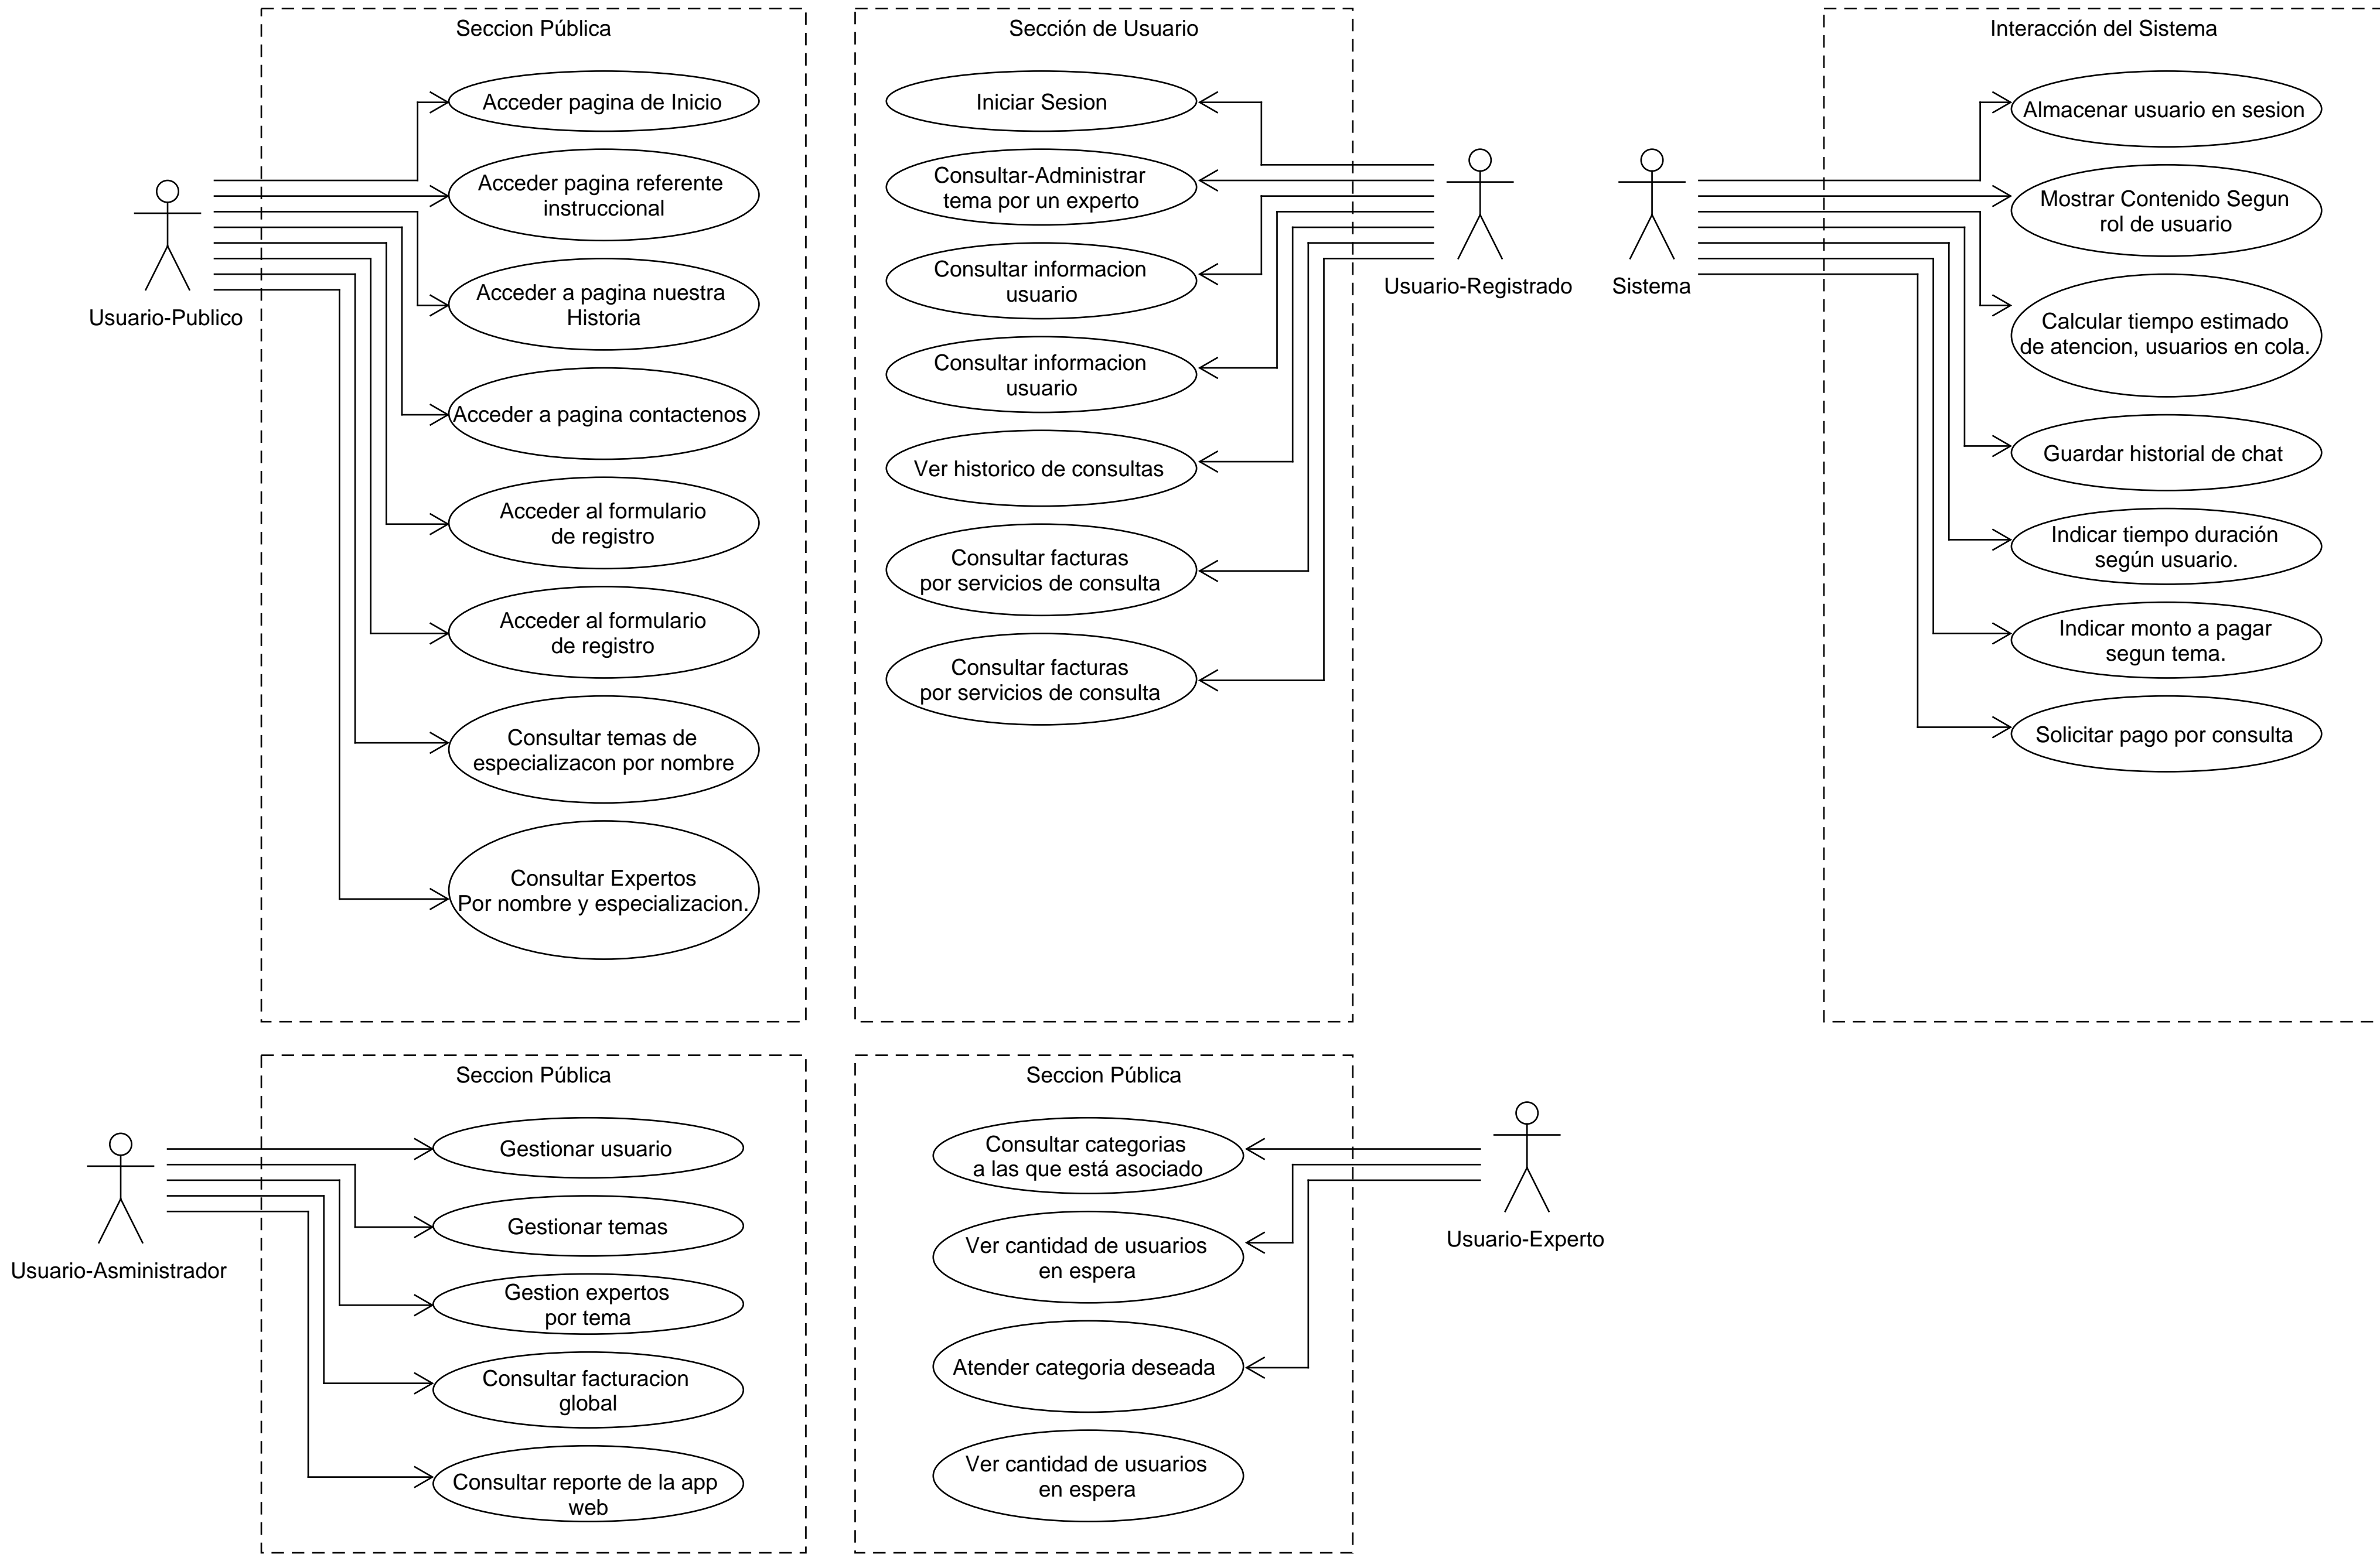 Seccion Pública
Acceder pagina de Inicio
Acceder pagina referente
instruccional
Acceder a pagina nuestra
Historia
Acceder a pagina contactenos
Acceder al formulario
de registro
Acceder al formulario
de registro
Consultar temas de
especializacon por nombre
Consultar Expertos
Por nombre y especializacion.
Usuario-Publico
Sección de Usuario
Iniciar Sesion
Consultar-Administrar
tema por un experto
Consultar informacion
usuario
Consultar informacion
usuario
Ver historico de consultas
Consultar facturas
por servicios de consulta
Consultar facturas
por servicios de consulta
Usuario-Registrado
Sistema
Interacción del Sistema
Almacenar usuario en sesion
Mostrar Contenido Segun
rol de usuario
Calcular tiempo estimado
de atencion, usuarios en cola.
Guardar historial de chat
Indicar tiempo duración
según usuario.
Indicar monto a pagar
segun tema.
Solicitar pago por consulta
Seccion Pública
Gestionar usuario
Gestionar temas
Gestion expertos
por tema
Consultar facturacion
global
Consultar reporte de la app
web
Usuario-Asministrador
Seccion Pública
Consultar categorias
a las que está asociado
Ver cantidad de usuarios
en espera
Atender categoria deseada
Ver cantidad de usuarios
en espera
Usuario-Experto